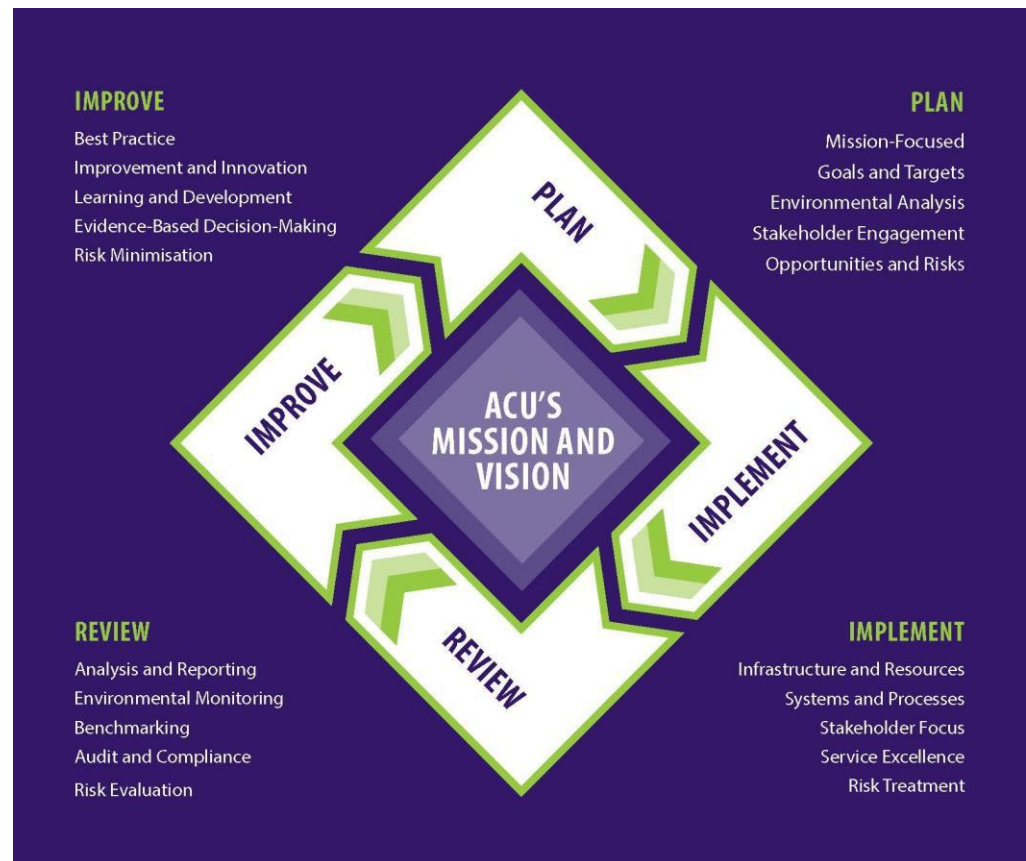 IMPROVE
Best Practice
Improvement and Innovation
Learning and Development
Evidence-Based Decision-Making
Risk Minimisation
PLAN
Mission-Focused
Goals and Targets
Environmental Analysis
Stakeholder Engagement
Opportunities and Risks
PLAN
IMPROVE
ACU'S
MISSION AND
VISION
IMPLEMENT
REVIEW
REVIEW
Analysis and Reporting
Environmental Monitoring
Benchmarking
Audit and Compliance
Risk Evaluation
IMPLEMENT
Infrastructure and Resources
Systems and Processes
Stakeholder Focus
Service Excellence
Risk Treatment